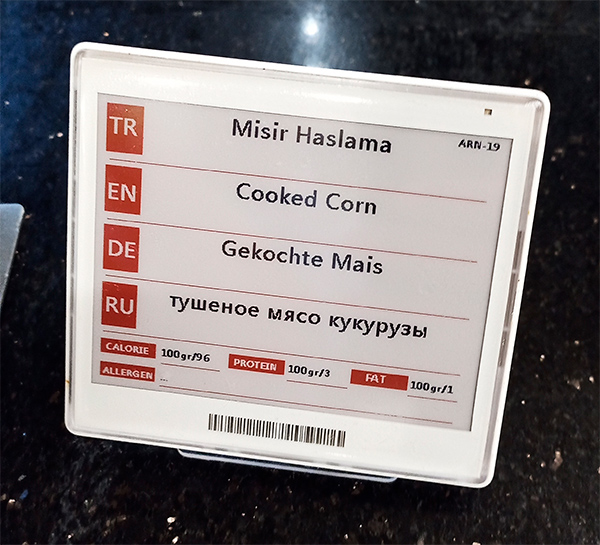 TR Misir Haslama ARN-19
EN Cooked Corn
DE Gekochte Mais
RU тушеное мясо кукурузы
CALORIE 100gr/96 PROTEIN 100gr/3 FAT 100gr/1
ALLERGEN ...